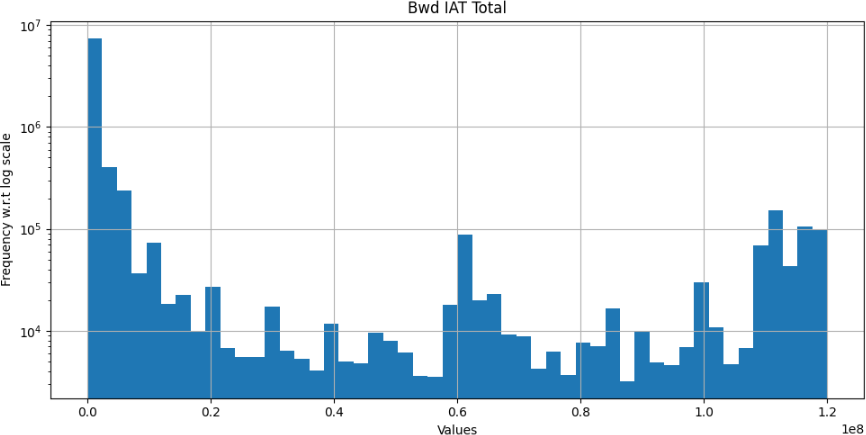 Bwd IAT Total
Frequency w.r.t log scale
10⁷
10⁶
10⁵
10⁴
0.0 0.2 0.4 0.6 0.8 1.0 1.2
1e8
Values